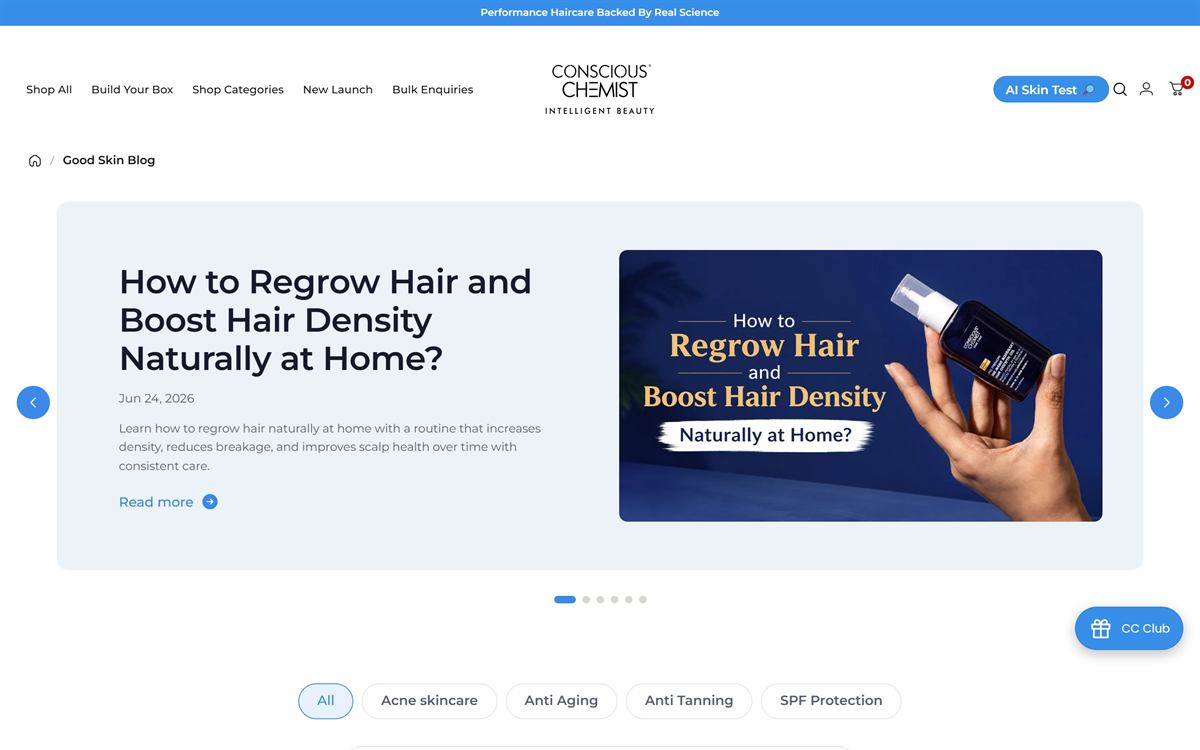 Performance Haircare Backed By Real Science
Shop All
Build Your Box
Shop Categories
New Launch
Bulk Enquiries
CONSCIOUS
CHEMIST
INTELLIGENT BEAUTY
AI Skin Test
0
/ Good Skin Blog
How to Regrow Hair and
Boost Hair Density
Naturally at Home?
Jun 24, 2026
Learn how to regrow hair naturally at home with a routine that increases
density, reduces breakage, and improves scalp health over time with
consistent care.
Read more
How to
Regrow Hair
and
Boost Hair Density
Naturally at Home?
CONSCIOUS
CHEMIST
CC Club
All
Acne skincare
Anti Aging
Anti Tanning
SPF Protection